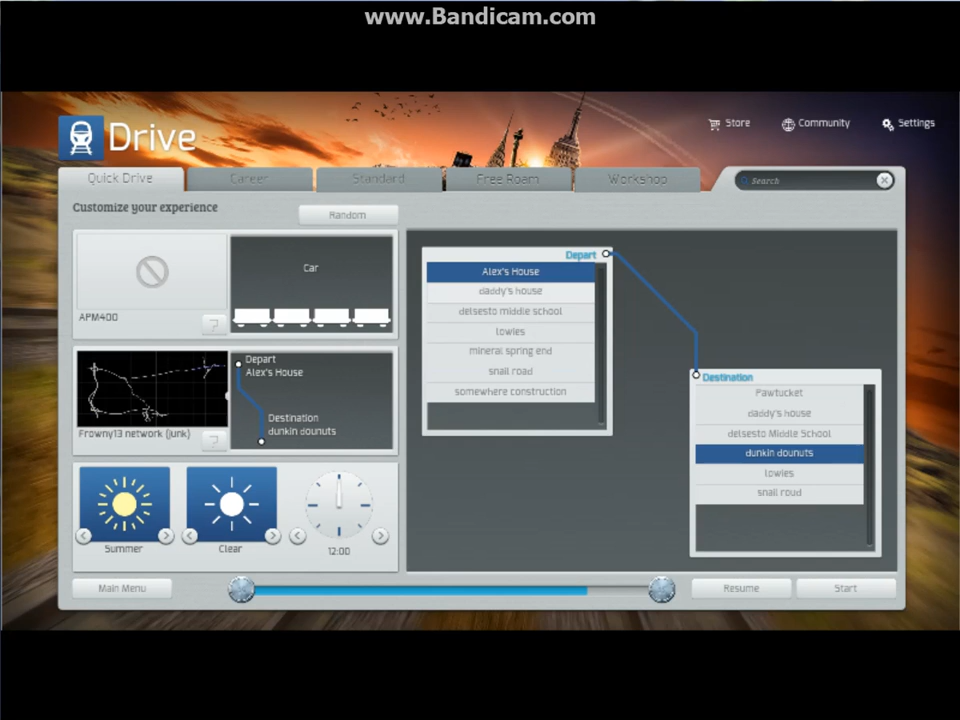 www.Bandicam.com
Drive
Store
Community
Settings
Quick Drive
Career
Standard
Free Roam
Workshop
Search
Customize your experience
Random
APM400
?
Car
Frowny13 network (junk)
?
Depart
Alex's House
Destination
dunkin dounuts
Summer
Clear
12:00
Depart
Alex's House
daddy's house
delsesto middle school
lowies
mineral spring end
snail road
somewhere construction
Destination
Pawtucket
daddy's house
delsesto Middle School
dunkin dounuts
lowies
snail roud
Main Menu
Resume
Start